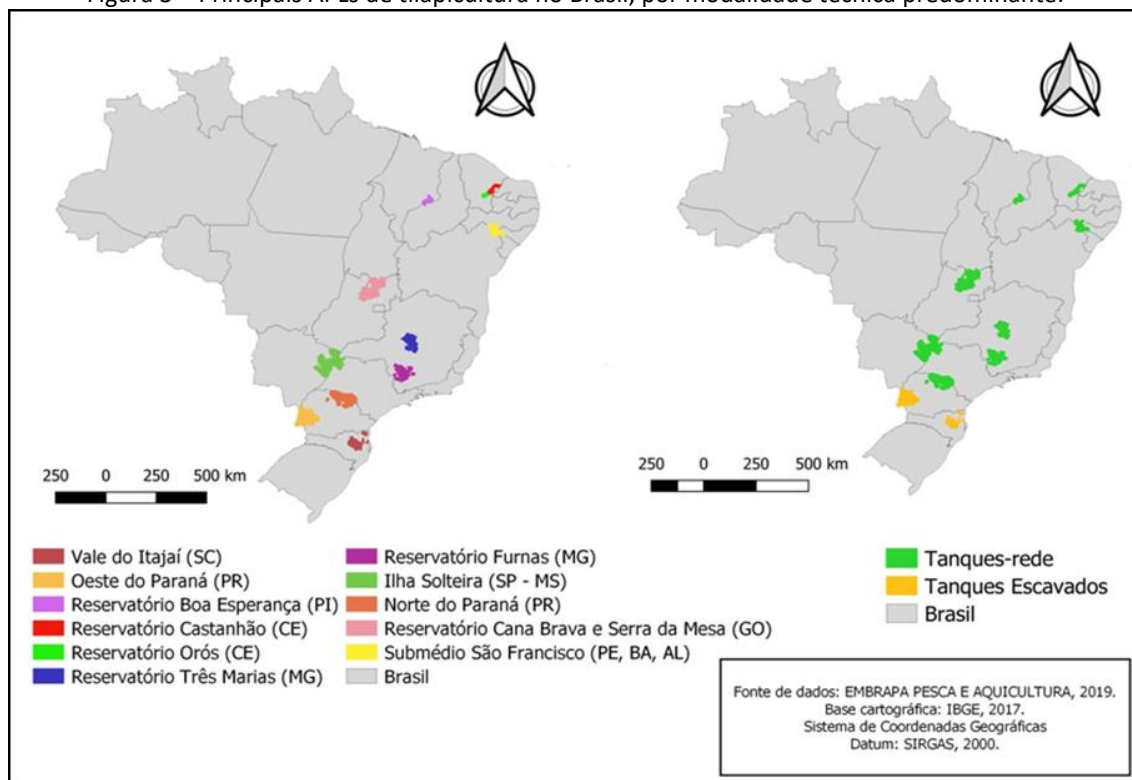 Figura 5 – Principais APLs de tilapicultura no Brasil, por modalidade técnica predominante.
250 0 250 500 km
250 0 250 500 km
Vale do Itajaí (SC)
Oeste do Paraná (PR)
Reservatório Boa Esperança (PI)
Reservatório Castanhão (CE)
Reservatório Orós (CE)
Reservatório Três Marias (MG)
Reservatório Furnas (MG)
Ilha Solteira (SP - MS)
Norte do Paraná (PR)
Reservatório Cana Brava e Serra da Mesa (GO)
Submédio São Francisco (PE, BA, AL)
Brasil
Tanques-rede
Tanques Escavados
Brasil
Fonte de dados: EMBRAPA PESCA E AQUICULTURA, 2019.
Base cartográfica: IBGE, 2017.
Sistema de Coordenadas Geográficas
Datum: SIRGAS, 2000.